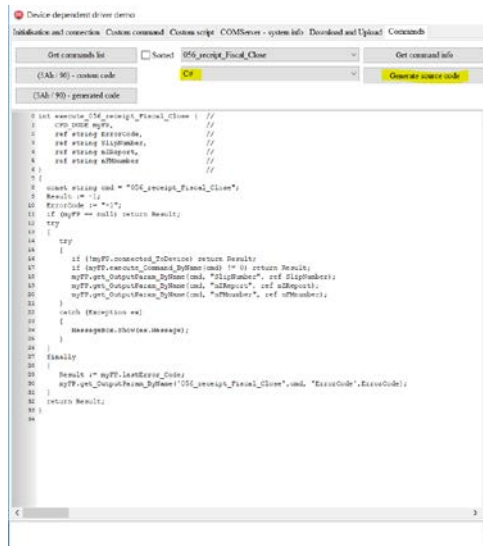 Device dependent driver demo
Initialisation and connection Custom command Custom script COMServer - system info Download and Upload Commands
Get commands list Sorted 056_receipt_Fiscal_Close Get command info
(5Ah / 90) - custom code C# Generate source code
(5Ah / 90) - generated code
int execute_056_receipt_Fiscal_Close ( //
CFD_DUDE myFP, //
ref string ErrorCode, //
ref string SlipNumber, //
ref string nZReport, //
ref string nFMnumber //
) //
{
const string cmd = "056_receipt_Fiscal_Close";
Result := -1;
ErrorCode := "-1";
if (myFP == null) return Result;
try
{
try
{
if (!myFP.connected_ToDevice) return Result;
if (myFP.execute_Command_ByName(cmd) != 0) return Result;
myFP.get_OutputParam_ByName(cmd, "SlipNumber", ref SlipNumber);
myFP.get_OutputParam_ByName(cmd, "nZReport", ref nZReport);
myFP.get_OutputParam_ByName(cmd, "nFMnumber", ref nFMnumber);
}
catch (Exception ex)
{
MessageBox.Show(ex.Message);
}
}
finally
{
Result := myFP.lastError_Code;
myFP.get_OutputParam_ByName('056_receipt_Fiscal_Close',cmd, "ErrorCode",ErrorCode);
}
return Result;
}